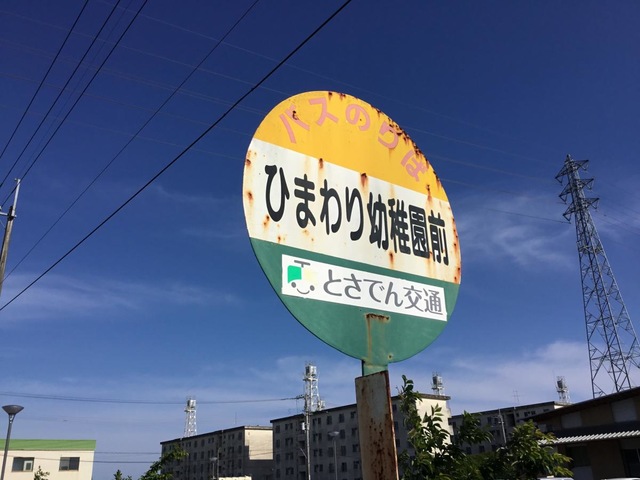 バスのりば
ひまわり幼稚園前
とさでん交通